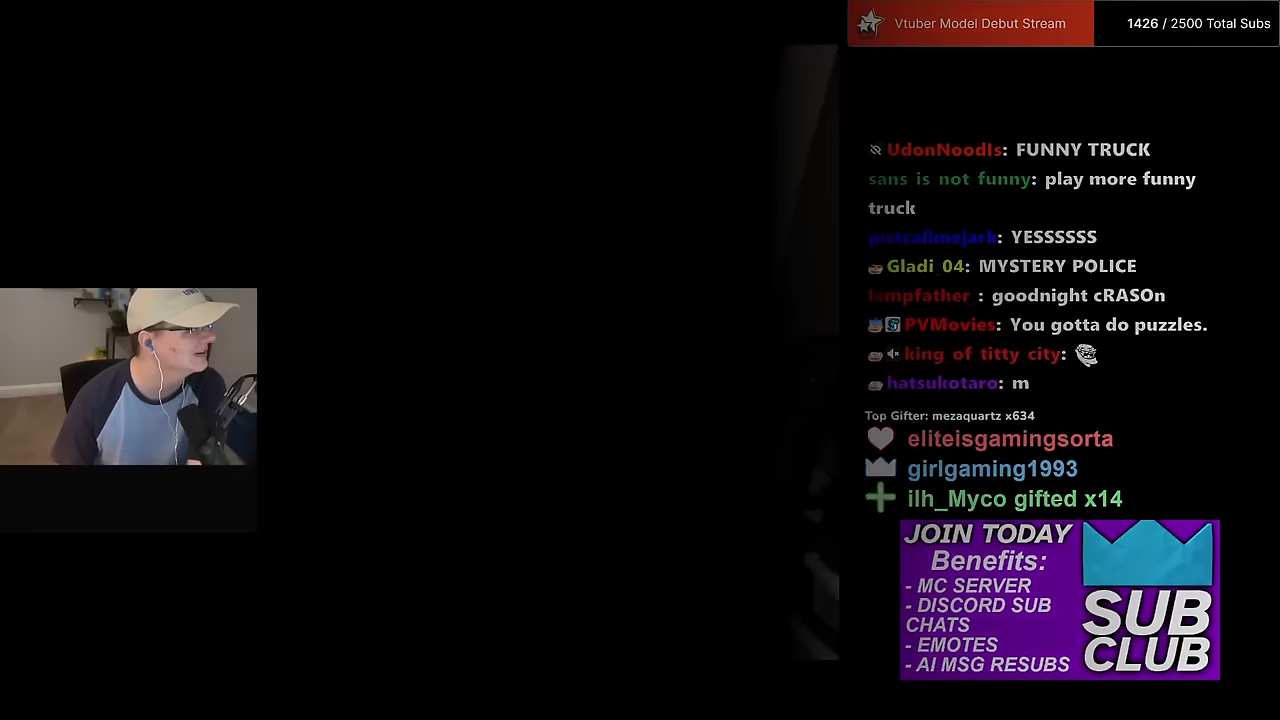 Vtuber Model Debut Stream
1426 / 2500 Total Subs
UdonNoodls: FUNNY TRUCK
sans is not funny: play more funny
truck
justcallmejark: YESSSSSS
Gladi_04: MYSTERY POLICE
lampfather : goodnight cRASOn
PVMovies: You gotta do puzzles.
king of titty city:
hatsukotaro: m
Top Gifter: mezaquartz x634
eliteisgamingsorta
girlgaming1993
ilh_Myco gifted x14
JOIN TODAY
Benefits:
- MC SERVER
- DISCORD SUB
CHATS
- EMOTES
- AI MSG RESUBS
SUB
CLUB